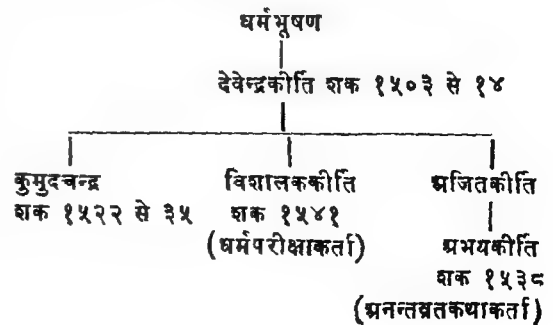 धर्मभूषण
देवेन्द्रकीर्ति शक १५०३ से १४
कुमुदचन्द्र
शक १५२२ से ३५
विशालककीर्ति
शक १५४१
(धर्मपरीक्षाकर्ता)
अजितकीर्ति
अभयकीर्ति
शक १५३८
(अनन्तव्रतकथाकर्ता)